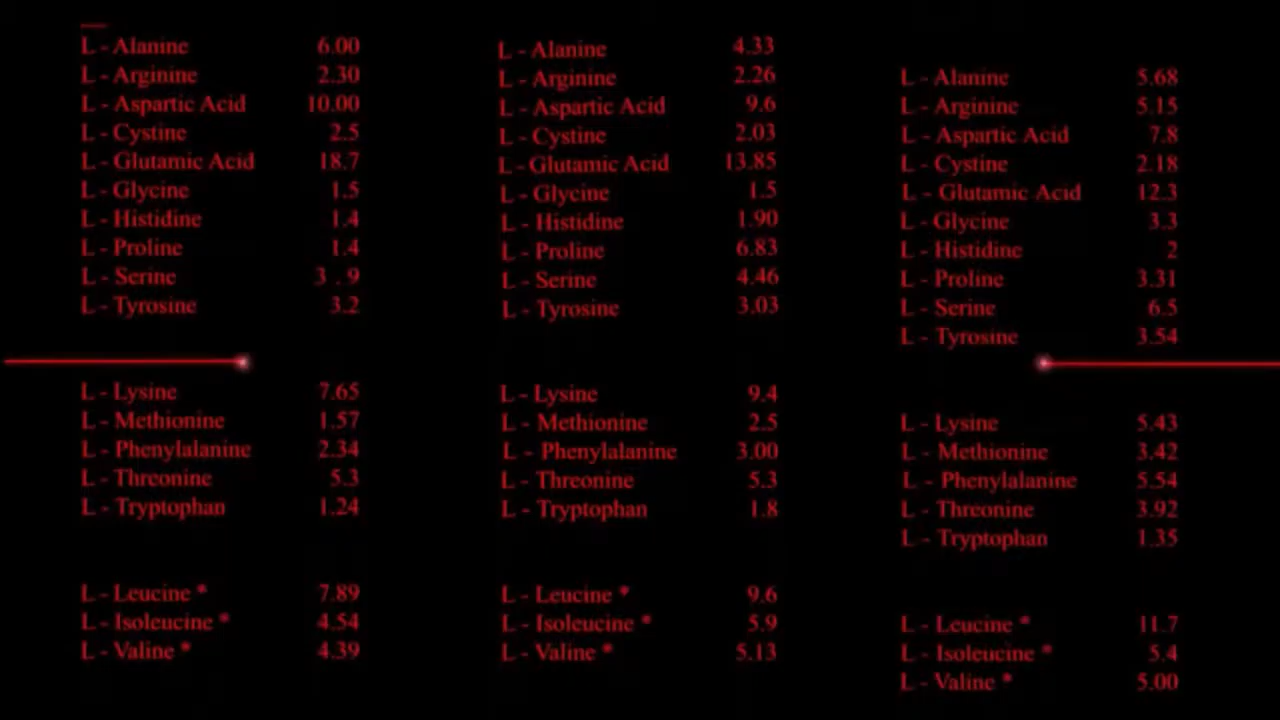 L - Alanine 6.00
L - Arginine 2.30
L - Aspartic Acid 10.00
L - Cystine 2.5
L - Glutamic Acid 18.7
L - Glycine 1.5
L - Histidine 1.4
L - Proline 1.4
L - Serine 3 . 9
L - Tyrosine 3.2
L - Lysine 7.65
L - Methionine 1.57
L - Phenylalanine 2.34
L - Threonine 5.3
L - Tryptophan 1.24
L - Leucine * 7.89
L - Isoleucine * 4.54
L - Valine * 4.39
L - Alanine 4.33
L - Arginine 2.26
L - Aspartic Acid 9.6
L - Cystine 2.03
L - Glutamic Acid 13.85
L - Glycine 1.5
L - Histidine 1.90
L - Proline 6.83
L - Serine 4.46
L - Tyrosine 3.03
L - Lysine 9.4
L - Methionine 2.5
L - Phenylalanine 3.00
L - Threonine 5.3
L - Tryptophan 1.8
L - Leucine * 9.6
L - Isoleucine * 5.9
L - Valine * 5.13
L - Alanine 5.68
L - Arginine 5.15
L - Aspartic Acid 7.8
L - Cystine 2.18
L - Glutamic Acid 12.3
L - Glycine 3.3
L - Histidine 2
L - Proline 3.31
L - Serine 6.5
L - Tyrosine 3.54
L - Lysine 5.43
L - Methionine 3.42
L - Phenylalanine 5.54
L - Threonine 3.92
L - Tryptophan 1.35
L - Leucine * 11.7
L - Isoleucine * 5.4
L - Valine * 5.00